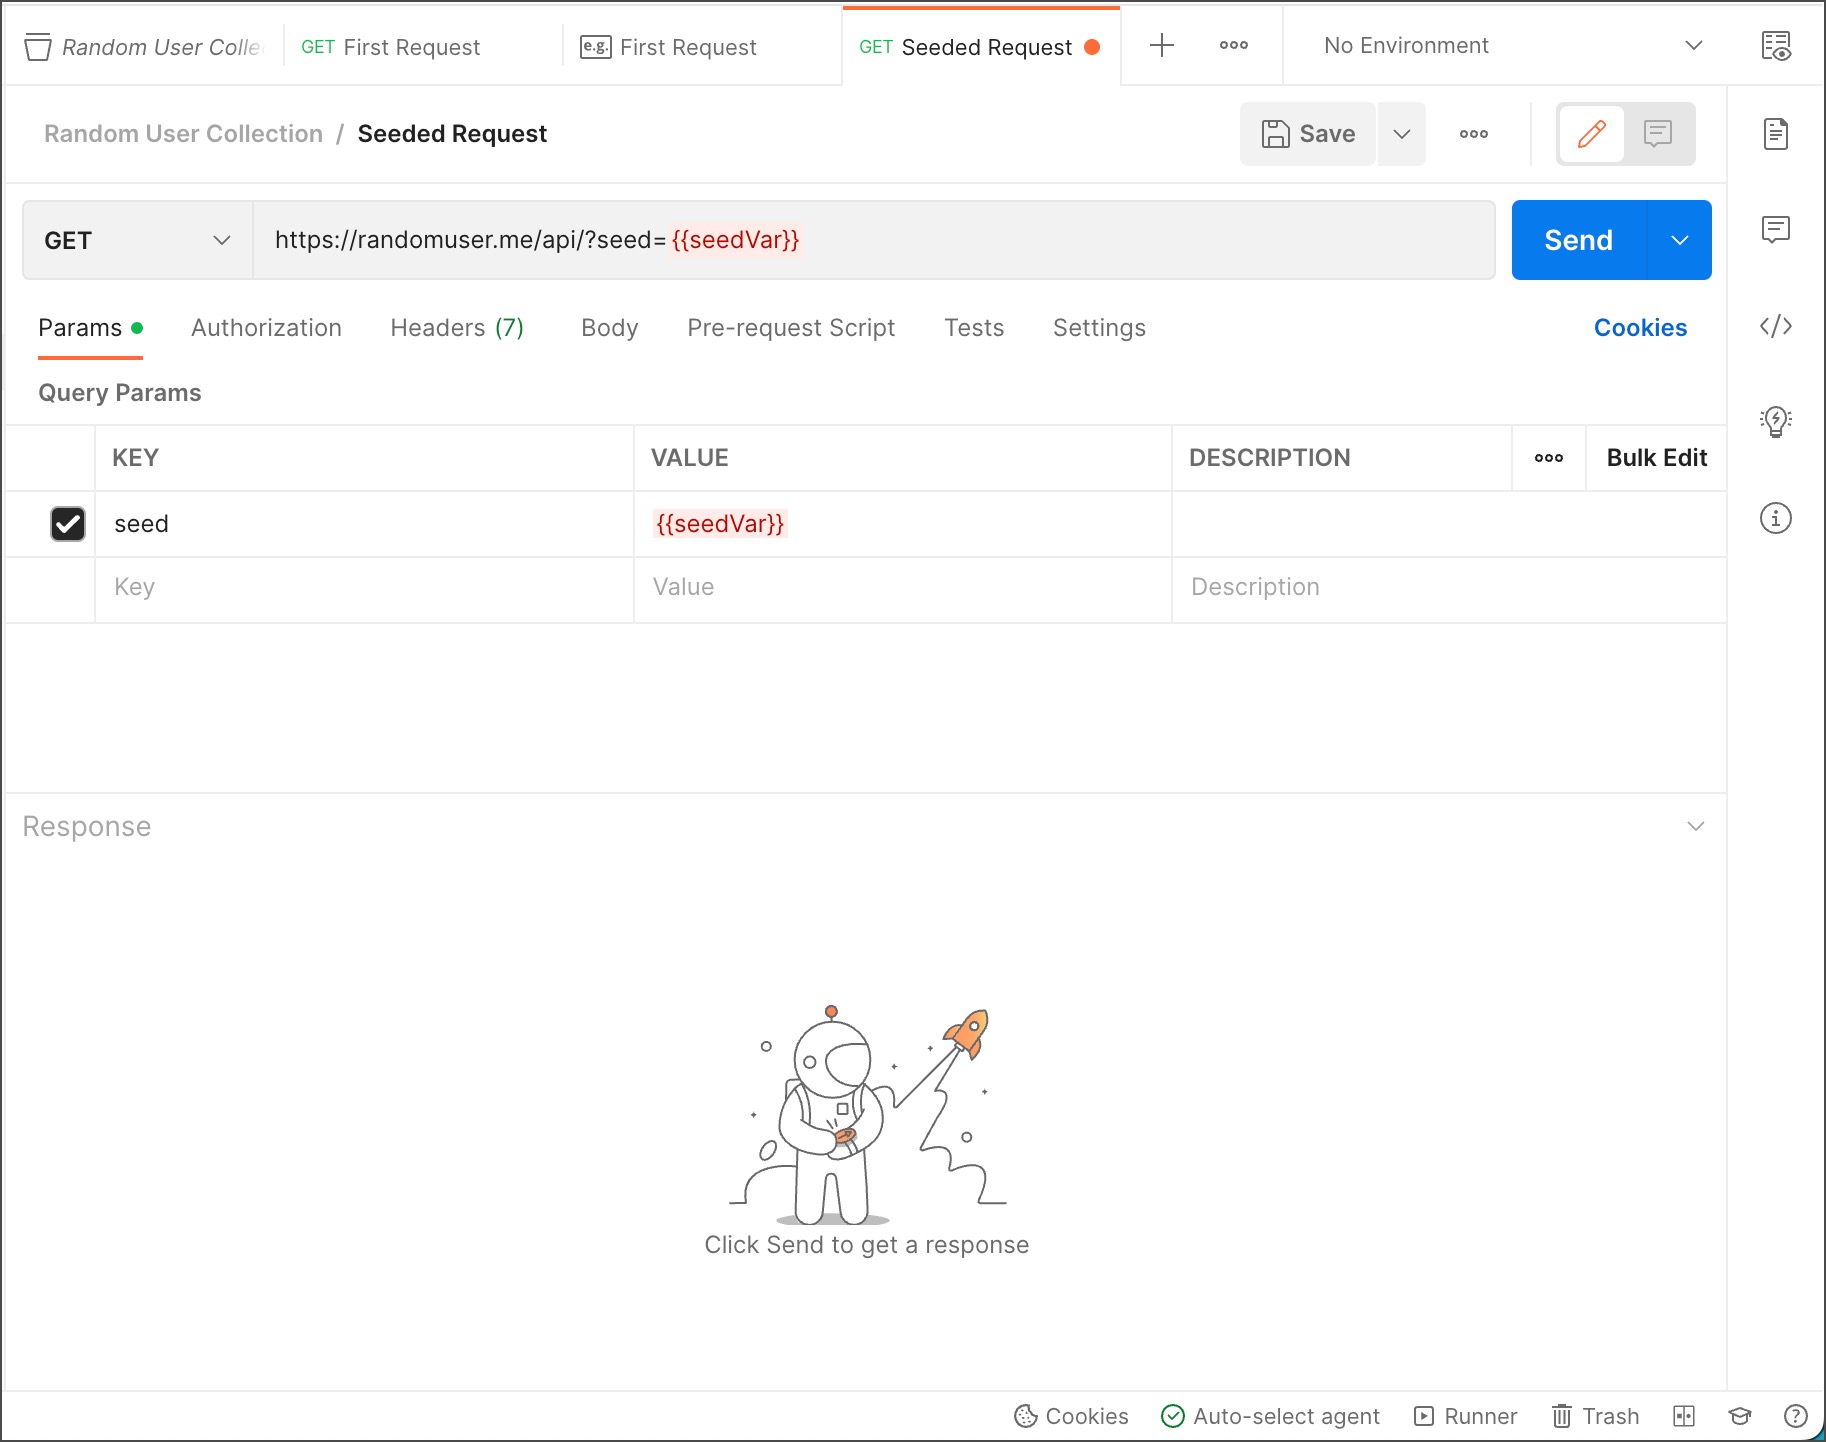 Random User Colle
GET First Request
e.g. First Request
GET Seeded Request
No Environment
Random User Collection / Seeded Request
Save
GET
https://randomuser.me/api/?seed={{seedVar}}
Send
Params
Authorization
Headers (7)
Body
Pre-request Script
Tests
Settings
Cookies
Query Params
KEY
VALUE
DESCRIPTION
Bulk Edit
seed
{{seedVar}}
Key
Value
Description
Response
Click Send to get a response
Cookies
Auto-select agent
Runner
Trash